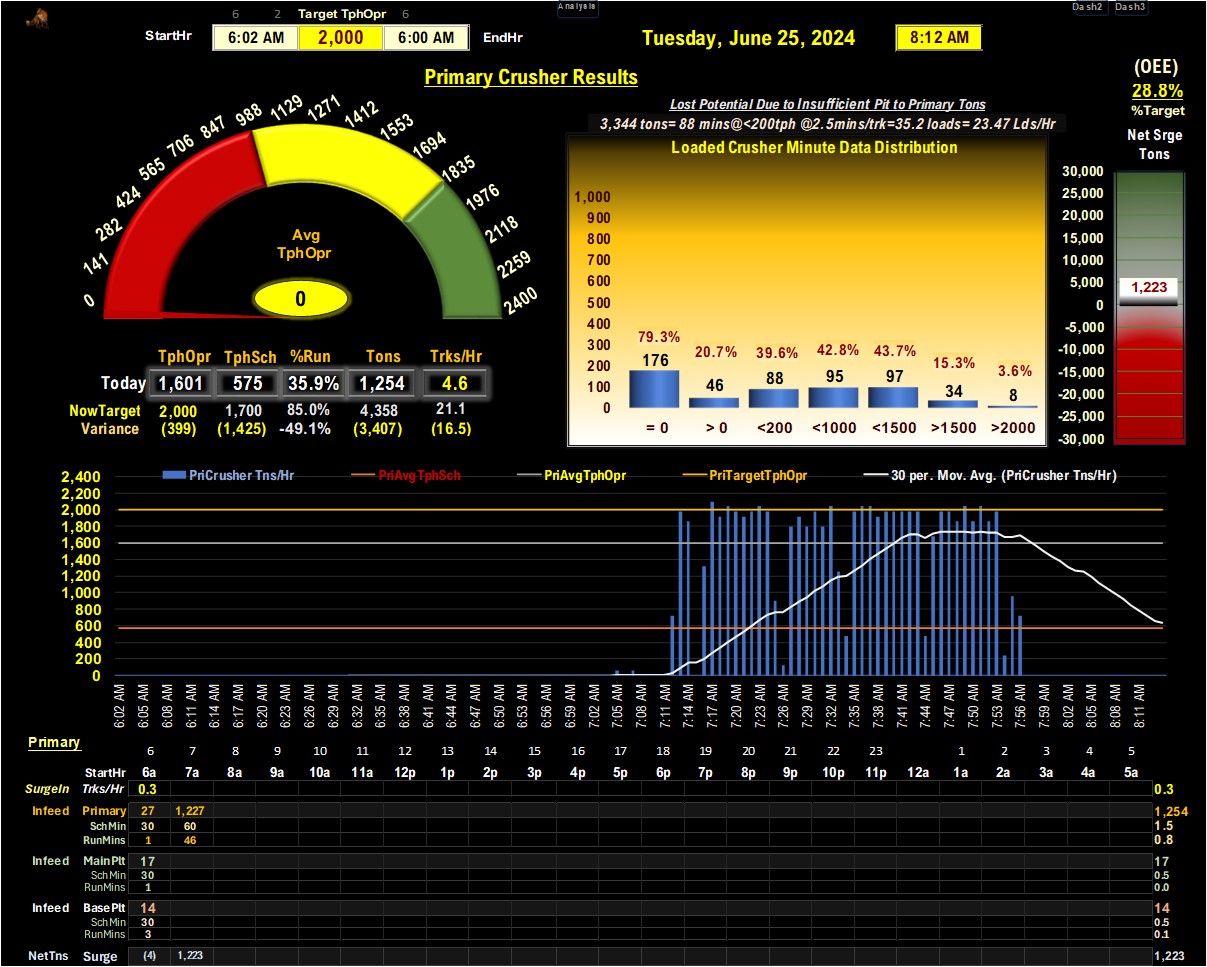 6 2 Target TphOpr 6
Analysis
Dash2 Dash3
StartHr 6:02 AM 2,000 6:00 AM EndHr
Tuesday, June 25, 2024 8:12 AM
Primary Crusher Results
(OEE)
28.8%
%Target
Net Srge
Tons
0 141 282 424 565 706 847 988 1129 1271 1412 1553 1694 1835 1976 2118 2259 2400
Avg
TphOpr
0
Lost Potential Due to Insufficient Pit to Primary Tons
3,344 tons= 88 mins@<200tph @2.5mins/trk=35.2 loads= 23.47 Lds/Hr
Loaded Crusher Minute Data Distribution
1,000
900
800
700
600
500
400
300
200
100
0
79.3% 20.7% 39.6% 42.8% 43.7% 15.3% 3.6%
176 46 88 95 97 34 8
= 0 > 0 <200 <1000 <1500 >1500 >2000
30,000
25,000
20,000
15,000
10,000
5,000
0
-5,000
-10,000
-15,000
-20,000
-25,000
-30,000
1,223
TphOpr TphSch %Run Tons Trks/Hr
Today 1,601 575 35.9% 1,254 4.6
NowTarget 2,000 1,700 85.0% 4,358 21.1
Variance (399) (1,425) -49.1% (3,407) (16.5)
PriCrusher Tns/Hr PriAvgTphSch PriAvgTphOpr PriTargetTphOpr 30 per. Mov. Avg. (PriCrusher Tns/Hr)
2,400
2,200
2,000
1,800
1,600
1,400
1,200
1,000
800
600
400
200
0
6:02 AM 6:05 AM 6:08 AM 6:11 AM 6:14 AM 6:17 AM 6:20 AM 6:23 AM 6:26 AM 6:29 AM 6:32 AM 6:35 AM 6:38 AM 6:41 AM 6:44 AM 6:47 AM 6:50 AM 6:53 AM 6:56 AM 6:59 AM 7:02 AM 7:05 AM 7:08 AM 7:11 AM 7:14 AM 7:17 AM 7:20 AM 7:23 AM 7:26 AM 7:29 AM 7:32 AM 7:35 AM 7:38 AM 7:41 AM 7:44 AM 7:47 AM 7:50 AM 7:53 AM 7:56 AM 7:59 AM 8:02 AM 8:05 AM 8:08 AM 8:11 AM
Primary
6 7 8 9 10 11 12 13 14 15 16 17 18 19 20 21 22 23 1 2 3 4 5
StartHr 6a 7a 8a 9a 10a 11a 12p 1p 2p 3p 4p 5p 6p 7p 8p 9p 10p 11p 12a 1a 2a 3a 4a 5a
SurgeIn Trks/Hr 0.3 0.3
Infeed Primary 27 1,227 1,254
SchMin 30 60 1.5
RunMins 1 46 0.8
Infeed MainPlt 17 17
SchMin 30 0.5
RunMins 1 0.0
Infeed BasePlt 14 14
SchMin 30 0.5
RunMins 3 0.1
NetTns Surge (4) 1,223 1,223